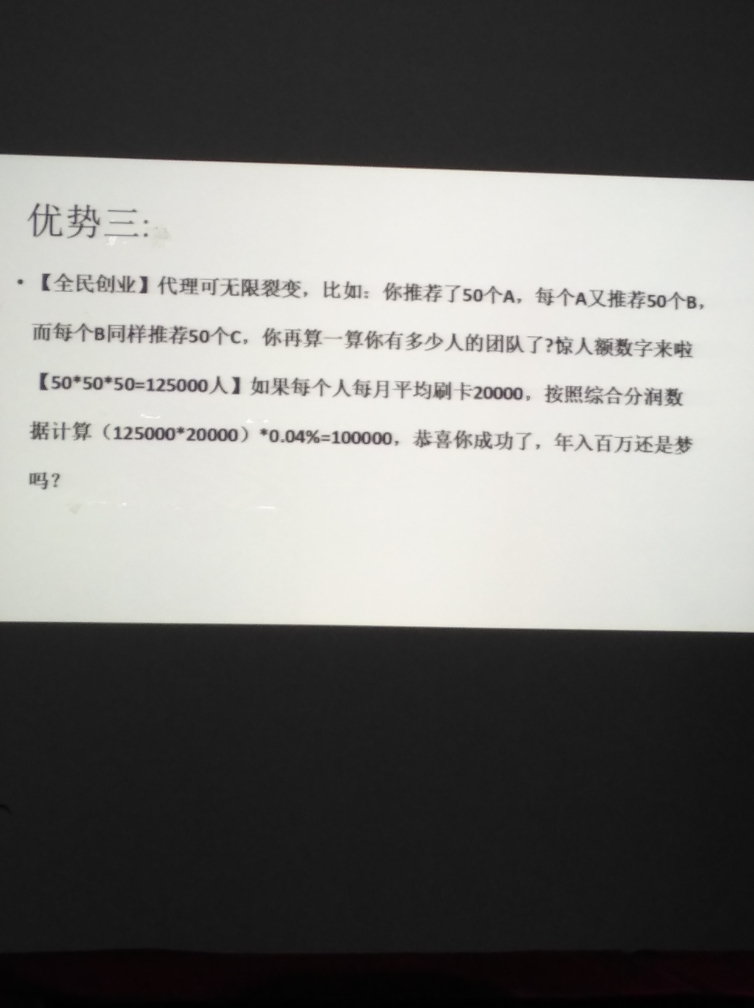 优势三:
• 【全民创业】代理可无限裂变，比如：你推荐了50个A，每个A又推荐50个B，
而每个B同样推荐50个C，你再算一算你有多少人的团队了?惊人额数字来啦
【50*50*50=125000人】如果每个人每月平均刷卡20000，按照综合分润数
据计算（125000*20000）*0.04%=100000，恭喜你成功了，年入百万还是梦
吗？